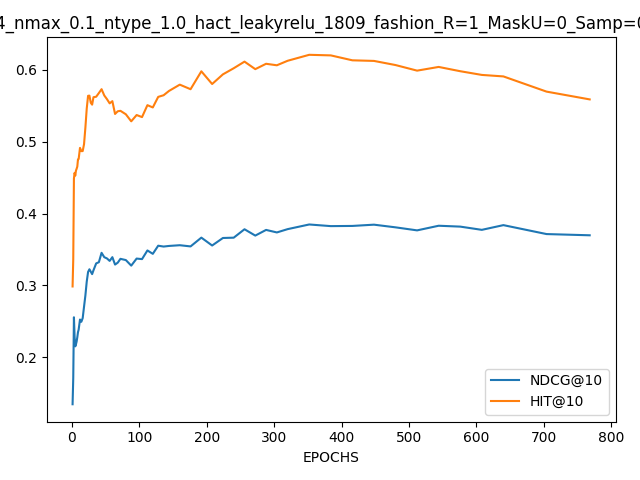 4_nmax_0.1_ntype_1.0_hact_leakyrelu_1809_fashion_R=1_MaskU=0_Samp=0
0.6
0.5
0.4
0.3
0.2
NDCG@10
HIT@10
0 100 200 300 400 500 600 700 800
EPOCHS